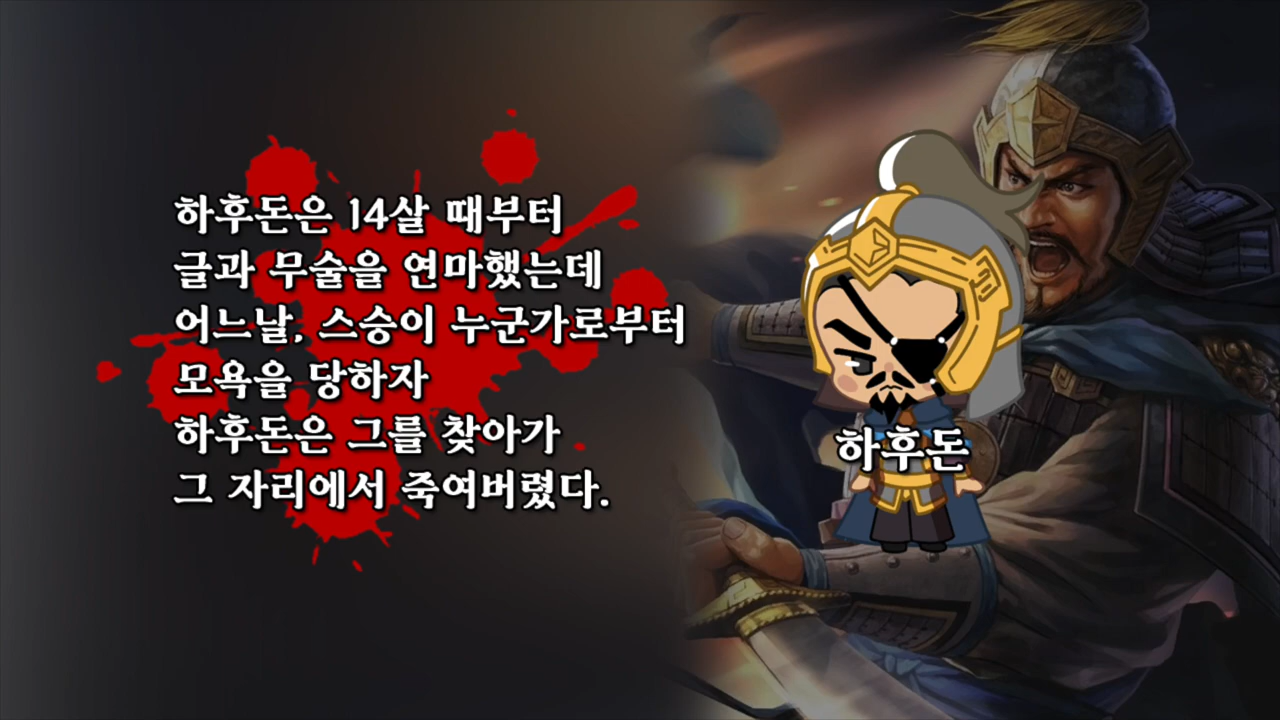 하후돈은 14살 때부터
글과 무술을 연마했는데
어느날, 스승이 누군가로부터
모욕을 당하자
하후돈은 그를 찾아가
그 자리에서 죽여버렸다.
하후돈